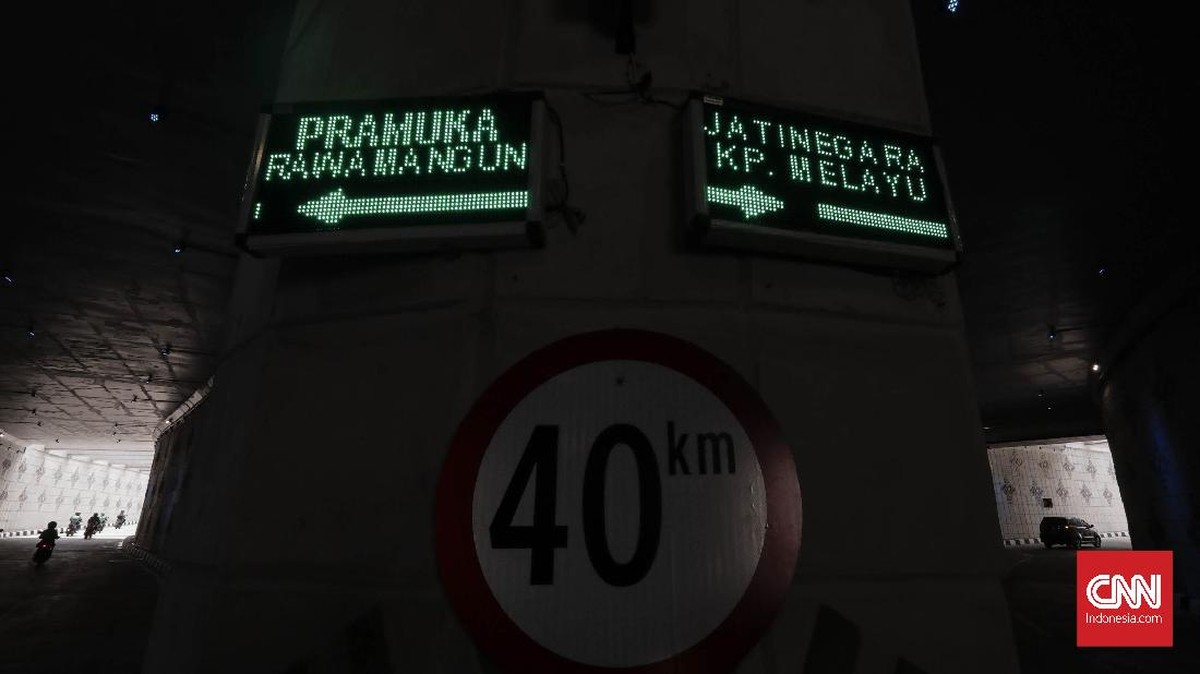 PRAMUKA
RAWAMANGUN
JATINEGARA
KP. MELAYU
40 km
CNN
Indonesia.com